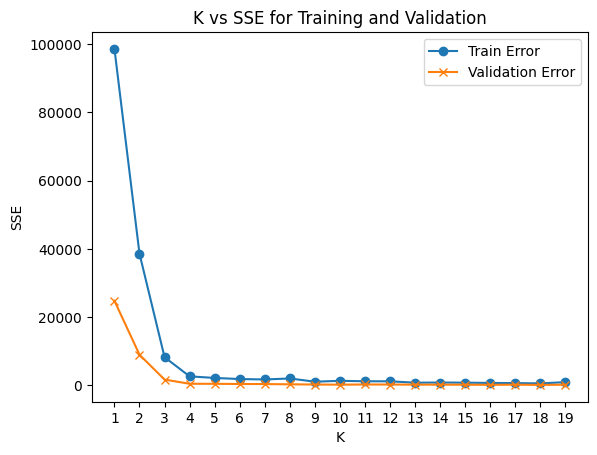 K vs SSE for Training and Validation
100000
80000
60000
40000
20000
0
SSE
Train Error
Validation Error
1 2 3 4 5 6 7 8 9 10 11 12 13 14 15 16 17 18 19
K